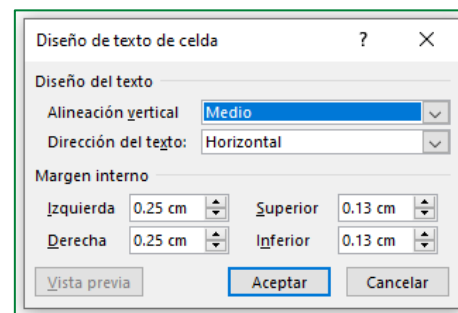 Diseño de texto de celda ? ×
Diseño del texto
Alineación vertical Medio
Dirección del texto: Horizontal
Margen interno
Izquierda 0.25 cm Superior 0.13 cm
Derecha 0.25 cm Inferior 0.13 cm
Vista previa Aceptar Cancelar